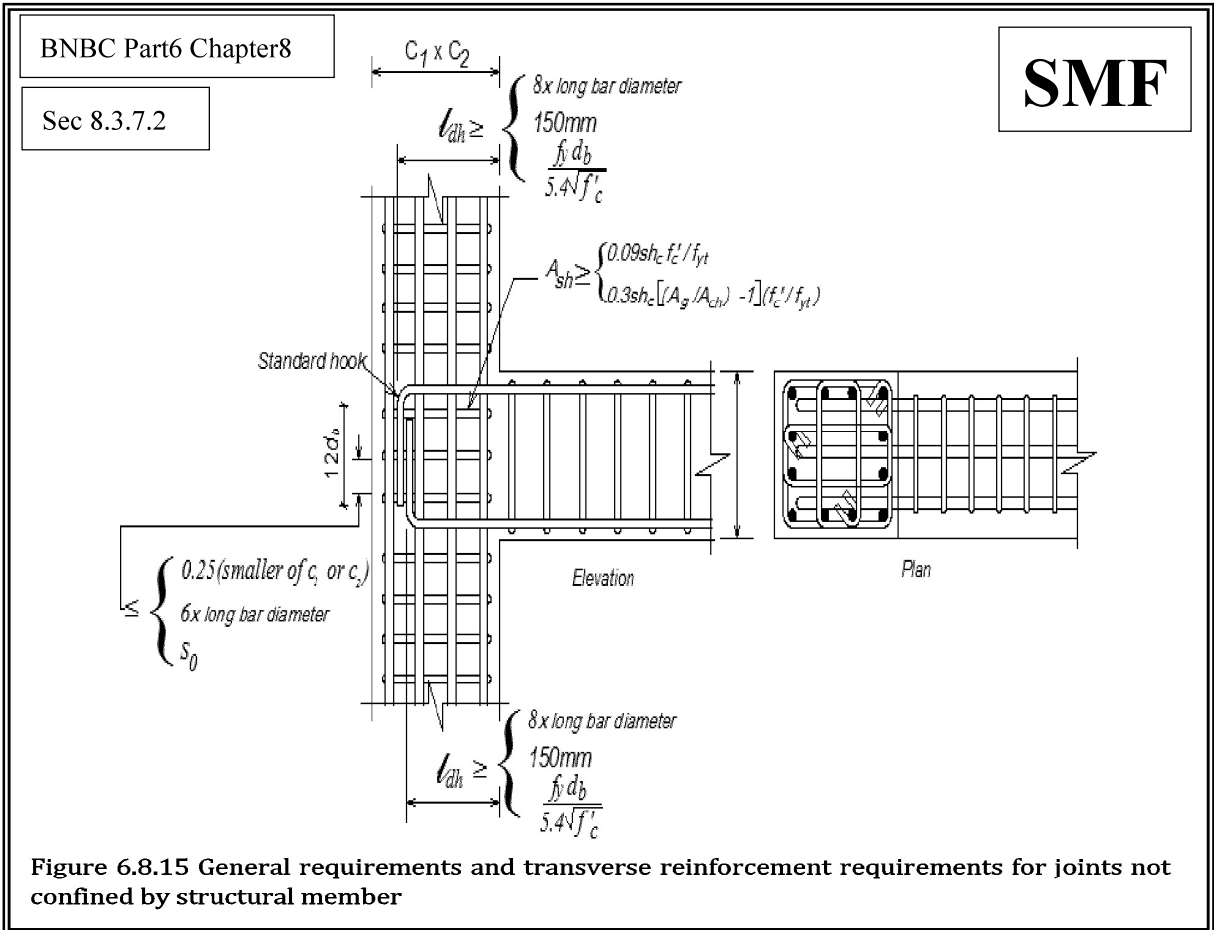 BNBC Part6 Chapter8
Sec 8.3.7.2
SMF
C₁ x C₂
ℓdh ≥
8x long bar diameter
150mm
fy db
5.4√f'c
Ash ≥
0.09shc fc'/fyt
0.3shc[(Ag /Ach) -1](fc'/fyt)
Standard hook
12db
≤
0.25(smaller of c₁ or c₂)
6x long bar diameter
S₀
Elevation
Plan
ℓdh ≥
8x long bar diameter
150mm
fy db
5.4√f'c
Figure 6.8.15 General requirements and transverse reinforcement requirements for joints not
confined by structural member